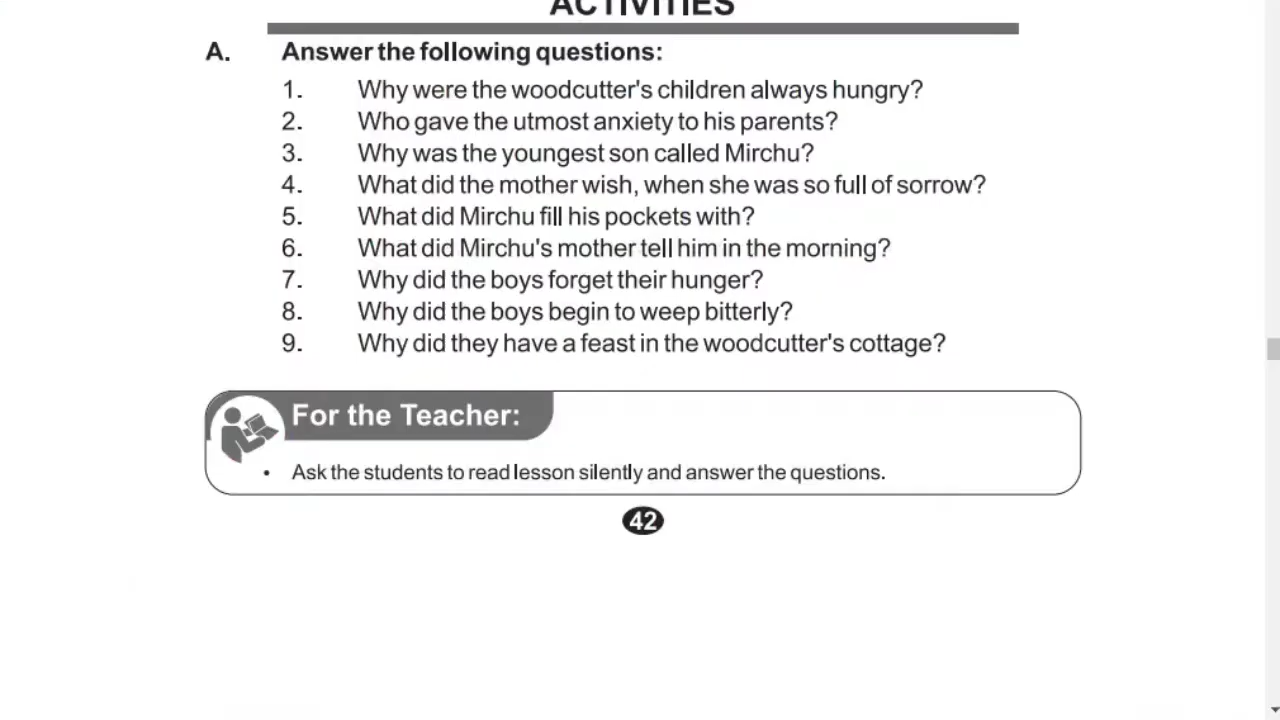 ACTIVITIES
A. Answer the following questions:
1. Why were the woodcutter's children always hungry?
2. Who gave the utmost anxiety to his parents?
3. Why was the youngest son called Mirchu?
4. What did the mother wish, when she was so full of sorrow?
5. What did Mirchu fill his pockets with?
6. What did Mirchu's mother tell him in the morning?
7. Why did the boys forget their hunger?
8. Why did the boys begin to weep bitterly?
9. Why did they have a feast in the woodcutter's cottage?
For the Teacher:
• Ask the students to read lesson silently and answer the questions.
42